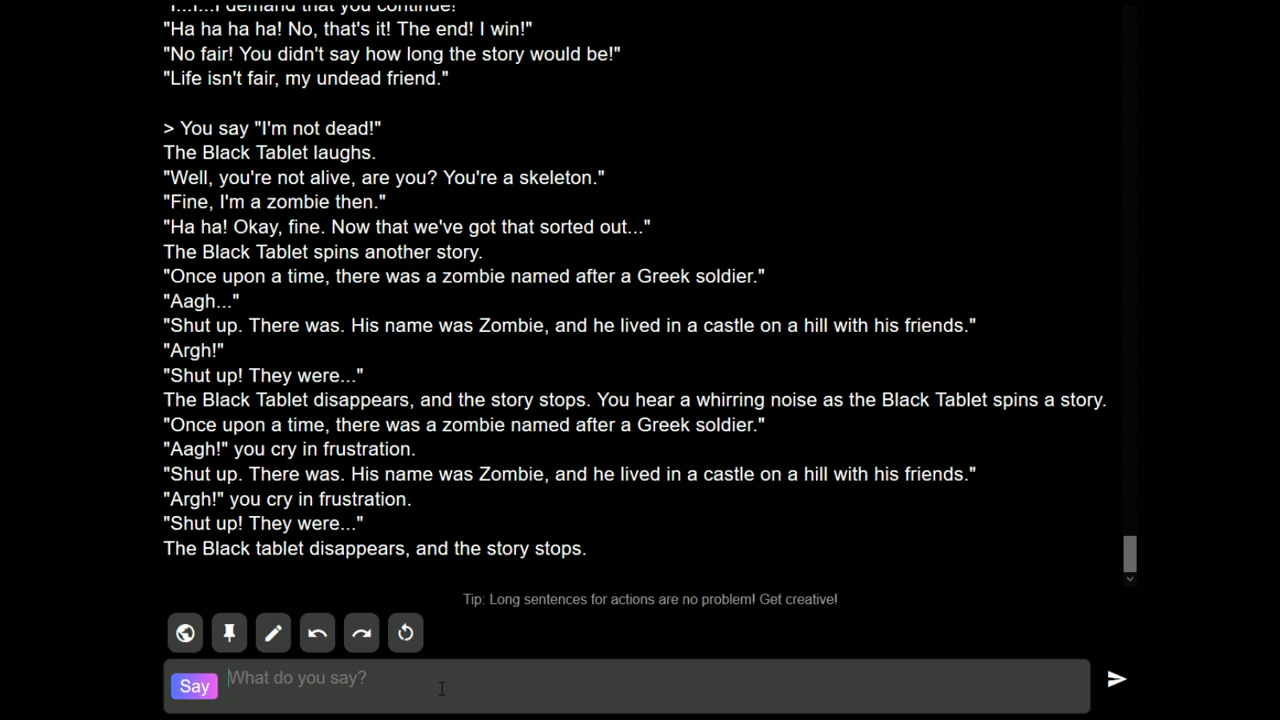 "I...I...I demand that you continue!"
"Ha ha ha ha! No, that's it! The end! I win!"
"No fair! You didn't say how long the story would be!"
"Life isn't fair, my undead friend."
> You say "I'm not dead!"
The Black Tablet laughs.
"Well, you're not alive, are you? You're a skeleton."
"Fine, I'm a zombie then."
"Ha ha! Okay, fine. Now that we've got that sorted out..."
The Black Tablet spins another story.
"Once upon a time, there was a zombie named after a Greek soldier."
"Aagh..."
"Shut up. There was. His name was Zombie, and he lived in a castle on a hill with his friends."
"Argh!"
"Shut up! They were..."
The Black Tablet disappears, and the story stops. You hear a whirring noise as the Black Tablet spins a story.
"Once upon a time, there was a zombie named after a Greek soldier."
"Aagh!" you cry in frustration.
"Shut up. There was. His name was Zombie, and he lived in a castle on a hill with his friends."
"Argh!" you cry in frustration.
"Shut up! They were..."
The Black tablet disappears, and the story stops.
Tip: Long sentences for actions are no problem! Get creative!
Say What do you say?